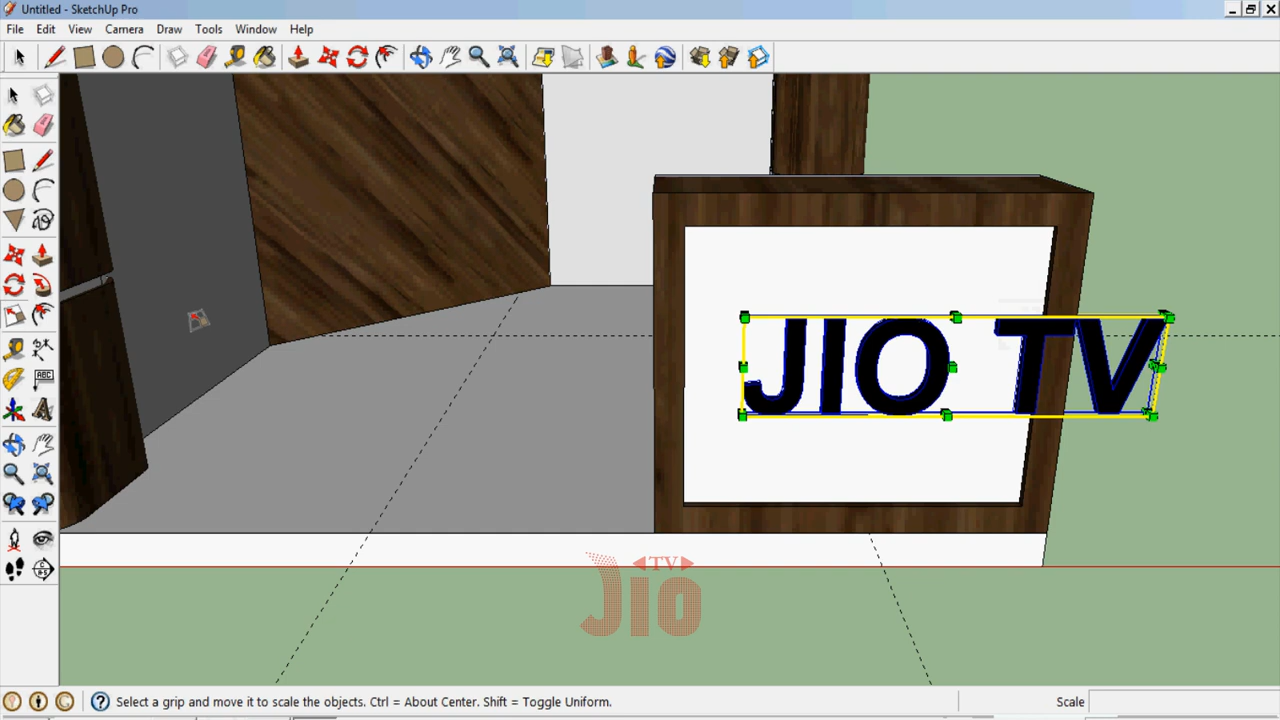 Untitled - SketchUp Pro
File Edit View Camera Draw Tools Window Help
ABC
A
JIO TV
TV
JIO
Select a grip and move it to scale the objects. Ctrl = About Center. Shift = Toggle Uniform.
Scale